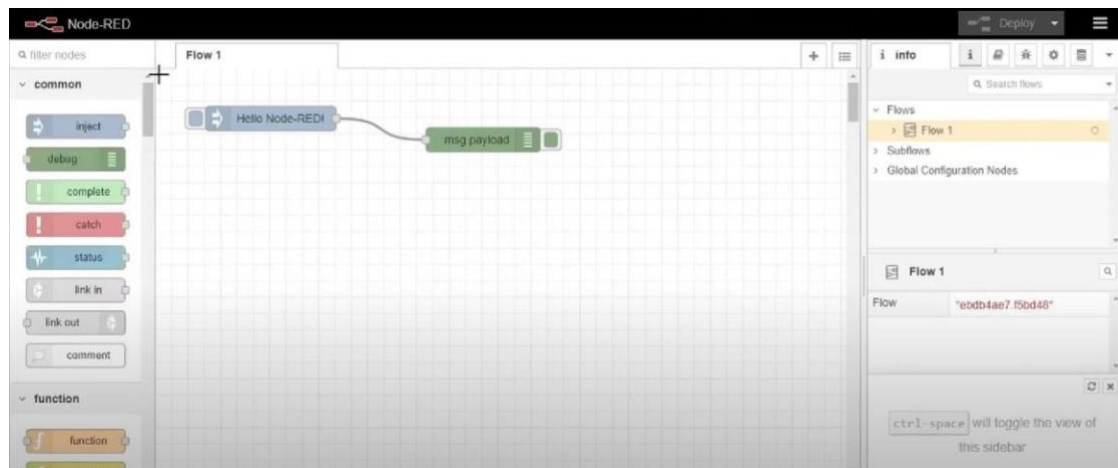 Node-RED
Deploy
filter nodes
Flow 1
info
common
Search flows
inject
Hello Node-RED!
Flows
Flow 1
debug
msg payload
Subflows
Global Configuration Nodes
complete
catch
status
Flow 1
link in
Flow
"ebdb4ae7.f5bd48"
link out
comment
function
ctrl-space will toggle the view of
this sidebar
function